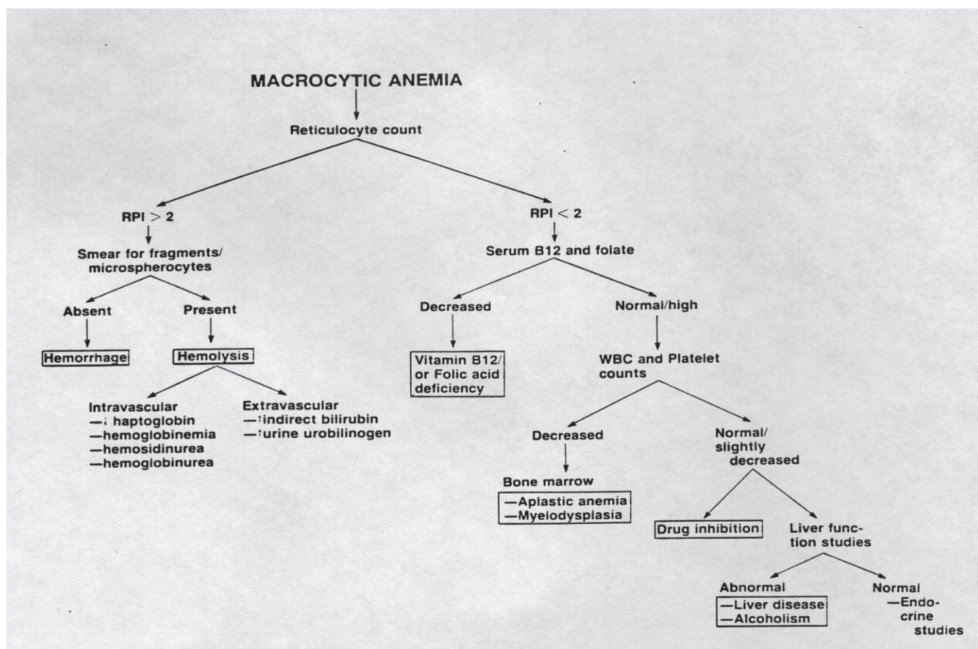 MACROCYTIC ANEMIA
Reticulocyte count
RPI > 2
Smear for fragments/
microspherocytes
Absent
Present
Hemorrhage
Hemolysis
Intravascular
—↓ haptoglobin
—hemoglobinemia
—hemosidinurea
—hemoglobinurea
Extravascular
—↑indirect bilirubin
—↑urine urobilinogen
RPI < 2
Serum B12 and folate
Decreased
Normal/high
Vitamin B12/
or Folic acid
deficiency
WBC and Platelet
counts
Decreased
Normal/
slightly
decreased
Bone marrow
—Aplastic anemia
—Myelodysplasia
Drug inhibition
Liver func-
tion studies
Abnormal
—Liver disease
—Alcoholism
Normal
—Endo-
crine
studies